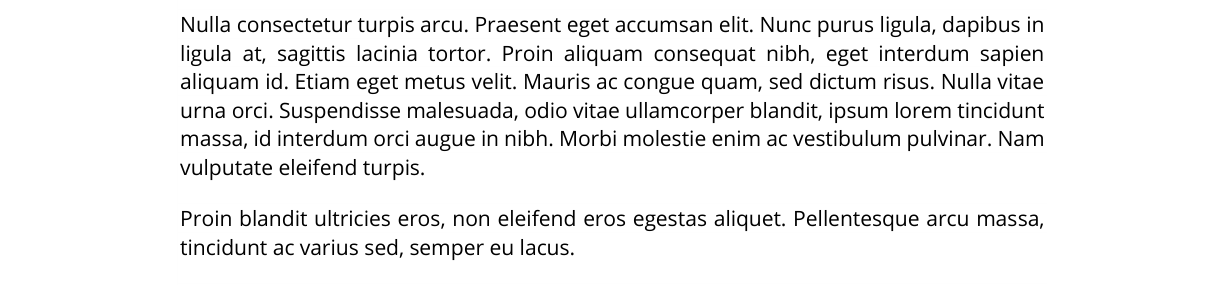 Nulla consectetur turpis arcu. Praesent eget accumsan elit. Nunc purus ligula, dapibus in
ligula at, sagittis lacinia tortor. Proin aliquam consequat nibh, eget interdum sapien
aliquam id. Etiam eget metus velit. Mauris ac congue quam, sed dictum risus. Nulla vitae
urna orci. Suspendisse malesuada, odio vitae ullamcorper blandit, ipsum lorem tincidunt
massa, id interdum orci augue in nibh. Morbi molestie enim ac vestibulum pulvinar. Nam
vulputate eleifend turpis.
Proin blandit ultricies eros, non eleifend eros egestas aliquet. Pellentesque arcu massa,
tincidunt ac varius sed, semper eu lacus.